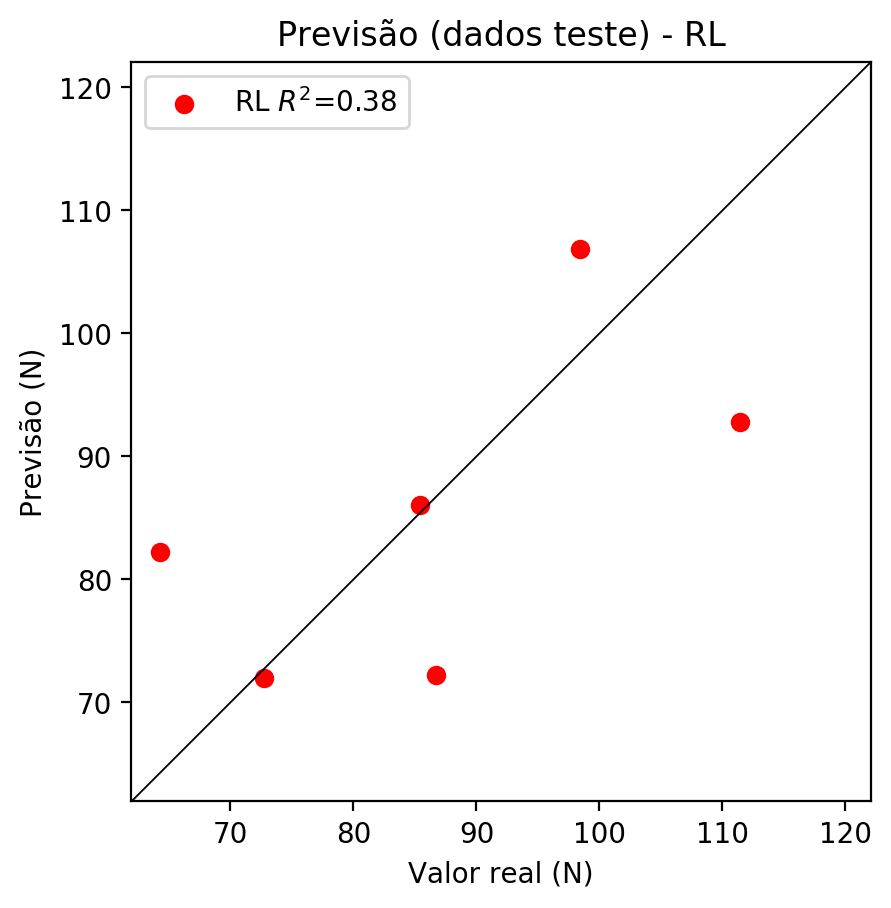 Previsão (dados teste) - RL
RL R²=0.38
120
110
100
90
80
70
Previsão (N)
70 80 90 100 110 120
Valor real (N)